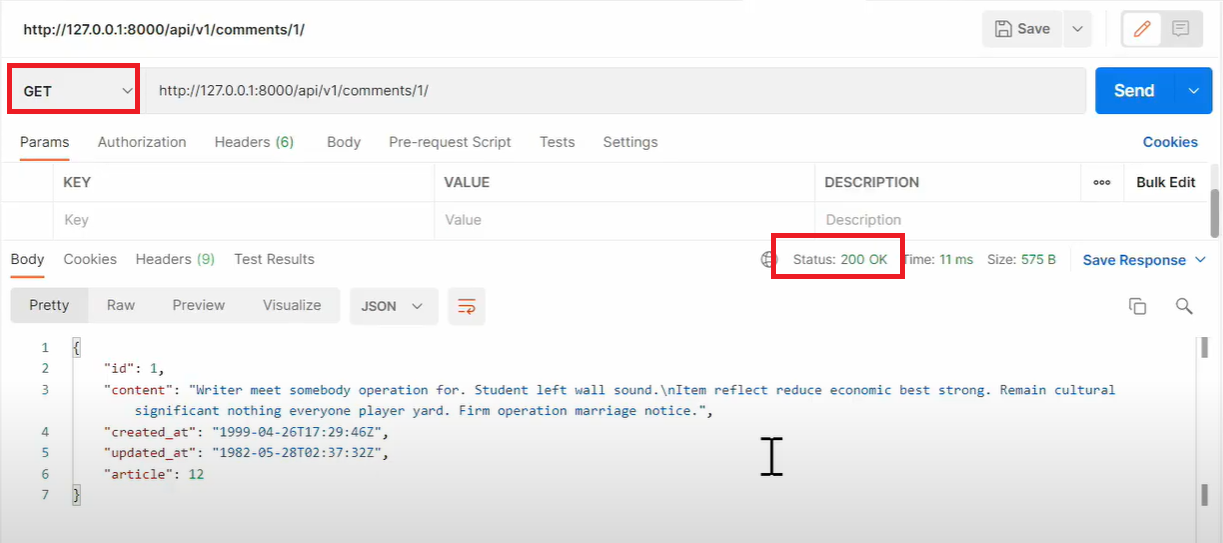 http://127.0.0.1:8000/api/v1/comments/1/
Save
GET
http://127.0.0.1:8000/api/v1/comments/1/
Send
Params Authorization Headers (6) Body Pre-request Script Tests Settings Cookies
KEY VALUE DESCRIPTION ooo Bulk Edit
Key Value Description
Body Cookies Headers (9) Test Results Status: 200 OK Time: 11 ms Size: 575 B Save Response
Pretty Raw Preview Visualize JSON
1 {
2 "id": 1,
3 "content": "Writer meet somebody operation for. Student left wall sound.\nItem reflect reduce economic best strong. Remain cultural
significant nothing everyone player yard. Firm operation marriage notice.",
4 "created_at": "1999-04-26T17:29:46Z",
5 "updated_at": "1982-05-28T02:37:32Z",
6 "article": 12
7 }